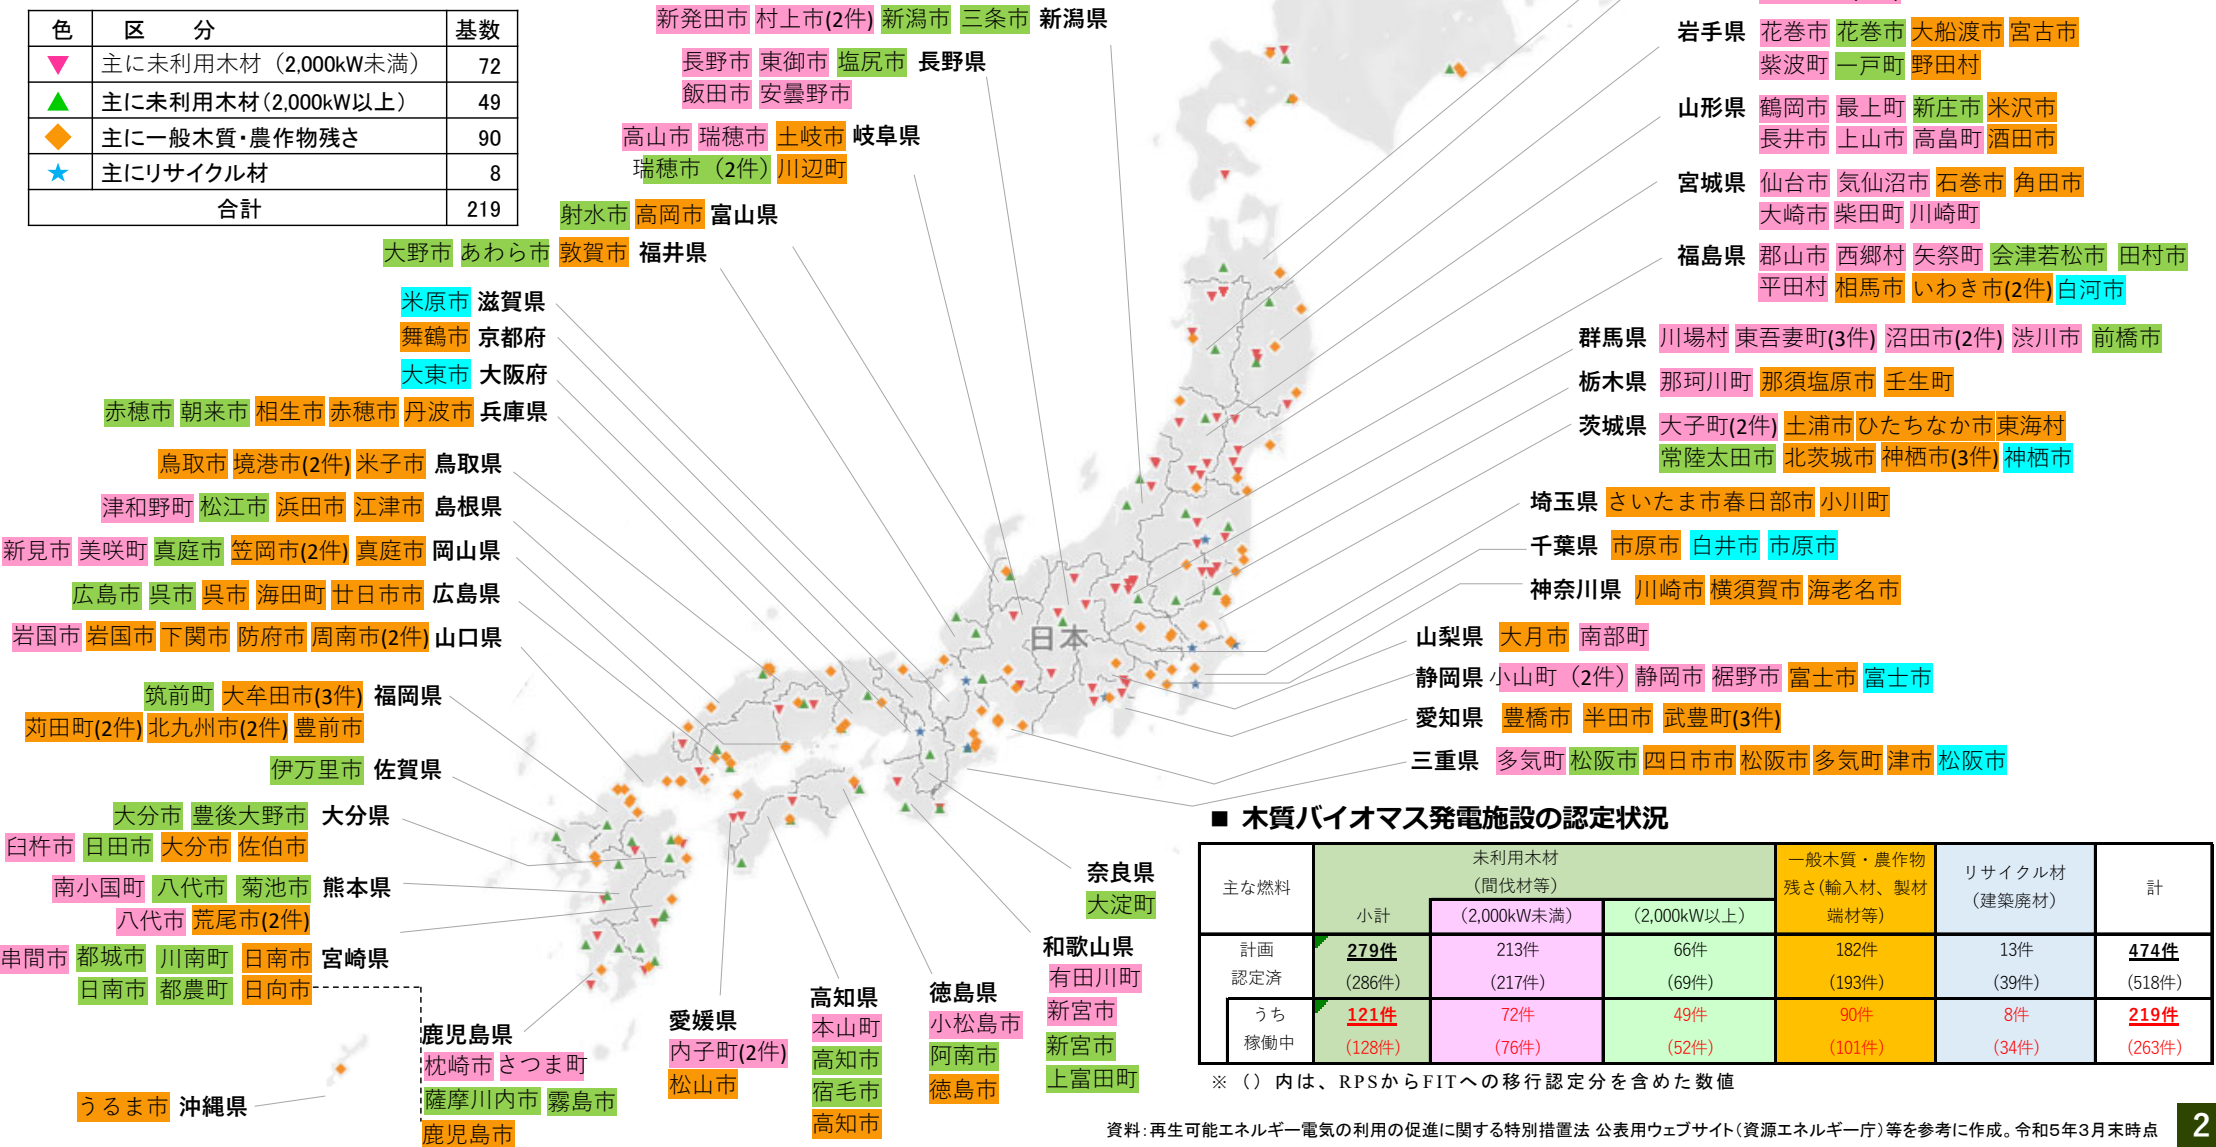 色 区　　分 基数
▼ 主に未利用木材（2,000kW未満） 72
▲ 主に未利用木材（2,000kW以上） 49
◆ 主に一般木質・農作物残さ 90
★ 主にリサイクル材 8
合計 219
新発田市 村上市(2件) 新潟市 三条市 新潟県
長野市 東御市 塩尻市 長野県
飯田市 安曇野市
高山市 瑞穂市 土岐市 岐阜県
瑞穂市（2件） 川辺町
射水市 高岡市 富山県
大野市 あわら市 敦賀市 福井県
米原市 滋賀県
舞鶴市 京都府
大東市 大阪府
赤穂市 朝来市 相生市 赤穂市 丹波市 兵庫県
鳥取市 境港市(2件) 米子市 鳥取県
津和野町 松江市 浜田市 江津市 島根県
新見市 美咲町 真庭市 笠岡市(2件) 真庭市 岡山県
広島市 呉市 呉市 海田町 廿日市市 広島県
岩国市 岩国市 下関市 防府市 周南市(2件) 山口県
筑前町 大牟田市(3件) 福岡県
苅田町(2件) 北九州市(2件) 豊前市
伊万里市 佐賀県
大分市 豊後大野市 大分県
臼杵市 日田市 大分市 佐伯市
南小国町 八代市 菊池市 熊本県
八代市 荒尾市(2件)
串間市 都城市 川南町 日南市 宮崎県
日南市 都農町 日向市
鹿児島県
枕崎市 さつま町
薩摩川内市 霧島市
鹿児島市
うるま市 沖縄県
愛媛県
内子町(2件)
松山市
高知県
本山町
高知市
宿毛市
高知市
徳島県
小松島市
阿南市
徳島市
和歌山県
有田川町
新宮市
新宮市
上富田町
奈良県
大淀町
日本
岩手県 花巻市 花巻市 大船渡市 宮古市
紫波町 一戸町 野田村
山形県 鶴岡市 最上町 新庄市 米沢市
長井市 上山市 高畠町 酒田市
宮城県 仙台市 気仙沼市 石巻市 角田市
大崎市 柴田町 川崎町
福島県 郡山市 西郷村 矢祭町 会津若松市 田村市
平田村 相馬市 いわき市(2件) 白河市
群馬県 川場村 東吾妻町(3件) 沼田市(2件) 渋川市 前橋市
栃木県 那珂川町 那須塩原市 壬生町
茨城県 大子町(2件) 土浦市 ひたちなか市 東海村
常陸太田市 北茨城市 神栖市(3件) 神栖市
埼玉県 さいたま市 春日部市 小川町
千葉県 市原市 白井市 市原市
神奈川県 川崎市 横須賀市 海老名市
山梨県 大月市 南部町
静岡県 小山町（2件） 静岡市 裾野市 富士市 富士市
愛知県 豊橋市 半田市 武豊町(3件)
三重県 多気町 松阪市 四日市市 松阪市 多気町 津市 松阪市
■ 木質バイオマス発電施設の認定状況
主な燃料 未利用木材（間伐材等） 一般木質・農作物残さ(輸入材、製材端材等) リサイクル材（建築廃材） 計
小計 （2,000kW未満） （2,000kW以上）
計画認定済 279件 213件 66件 182件 13件 474件
(286件) (217件) (69件) (193件) (39件) (518件)
うち稼働中 121件 72件 49件 90件 8件 219件
(128件) (76件) (52件) (101件) (34件) (263件)
※（）内は、RPSからFITへの移行認定分を含めた数値
資料：再生可能エネルギー電気の利用の促進に関する特別措置法 公表用ウェブサイト（資源エネルギー庁）等を参考に作成。令和5年3月末時点
2